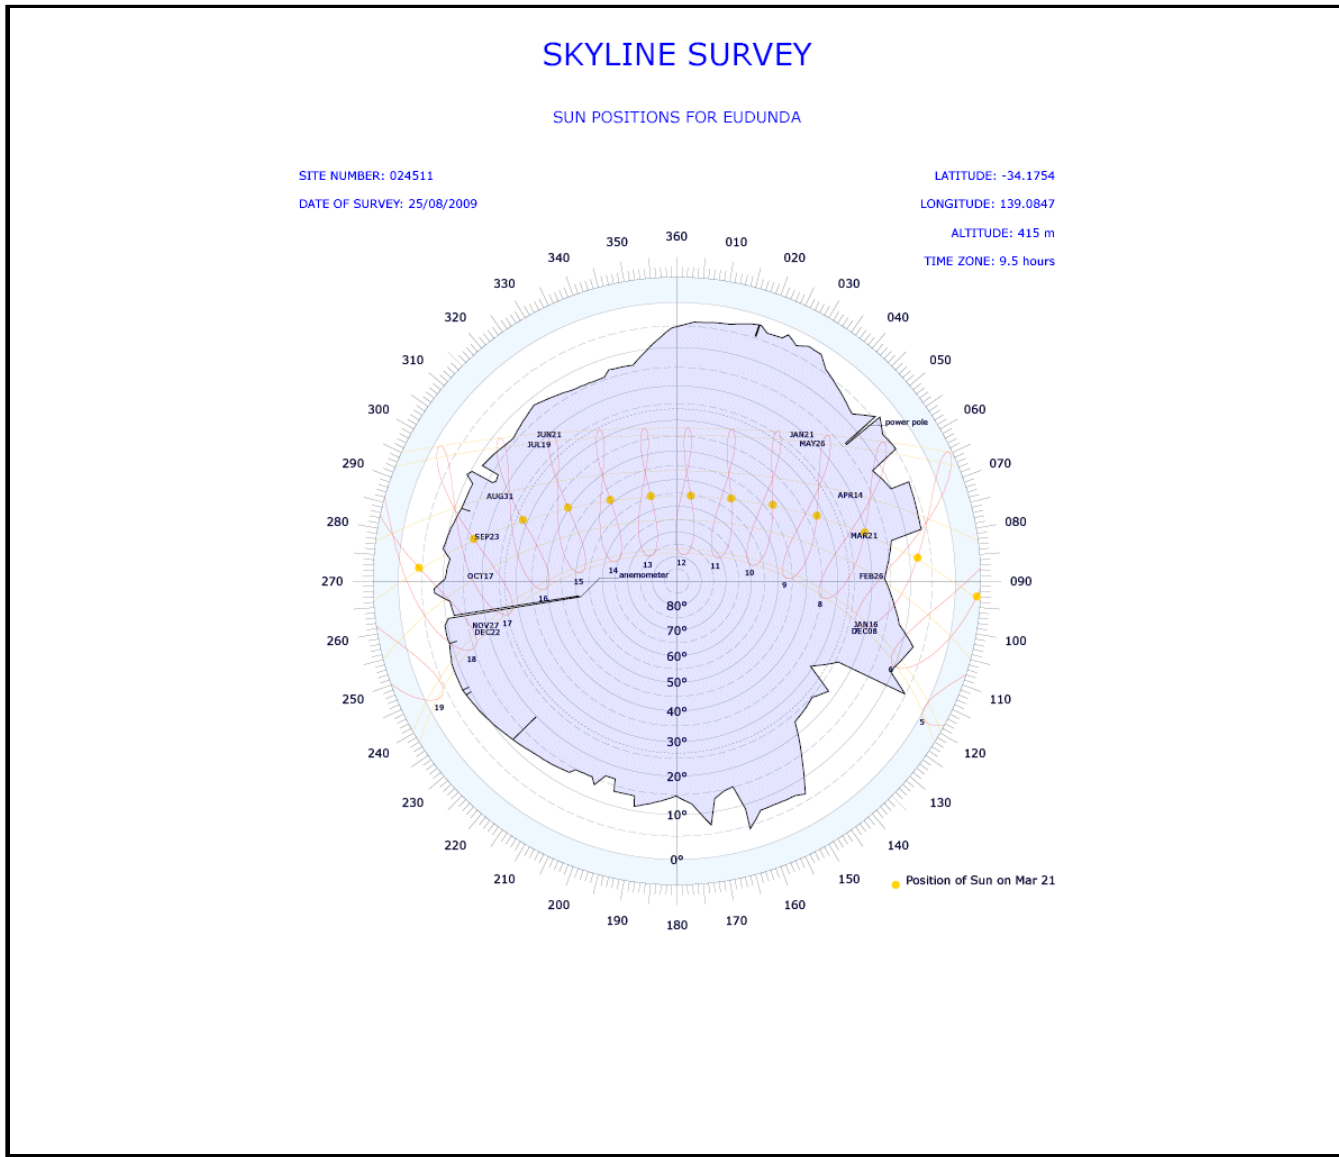 SKYLINE SURVEY
SUN POSITIONS FOR EUDUNDA
SITE NUMBER: 024511
LATITUDE: -34.1754
DATE OF SURVEY: 25/08/2009
LONGITUDE: 139.0847
ALTITUDE: 415 m
TIME ZONE: 9.5 hours
360
350
010
340
020
330
030
320
040
310
050
300
060
290
070
280
080
270
090
260
100
250
110
240
120
230
130
220
140
210
150
200
160
190
170
180
power pole
JUN21
JAN21
JUL19
MAY26
AUG31
APR14
SEP23
MAR21
OCT17
FEB26
NOV27
JAN16
DEC22
DEC08
anemometer
12
13
11
14
10
15
9
16
8
17
18
6
19
5
80°
70°
60°
50°
40°
30°
20°
10°
0°
Position of Sun on Mar 21